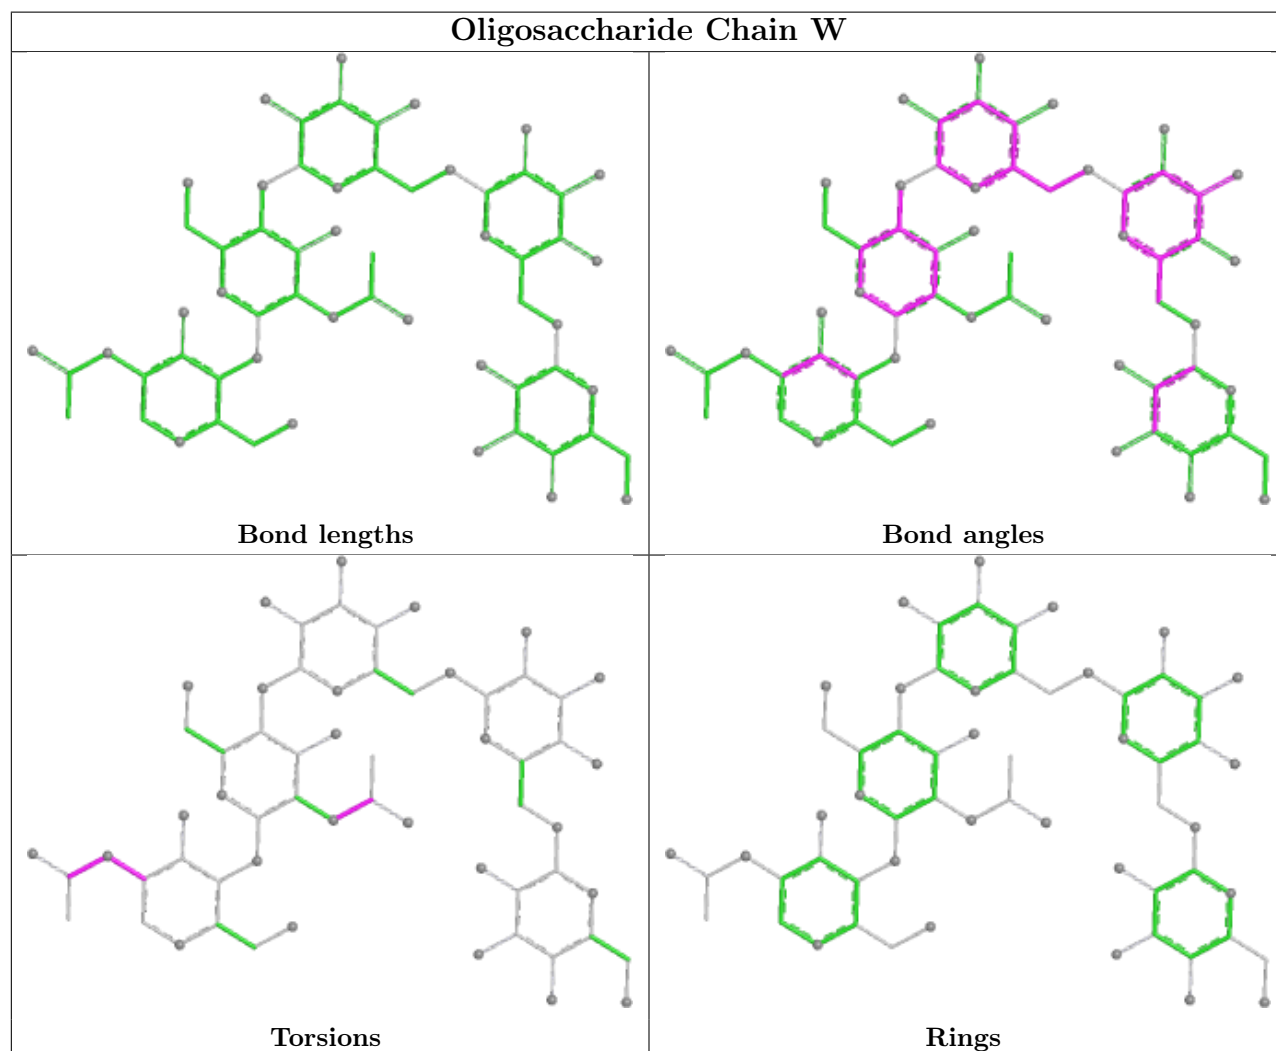 Oligosaccharide Chain W
Bond lengths
Bond angles
Torsions
Rings